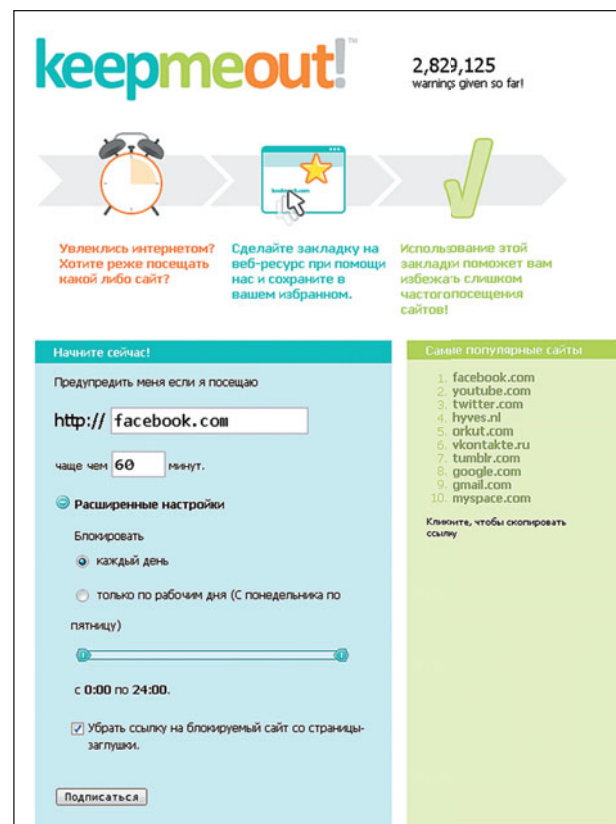 keepmeout!™
2,829,125
warnings given so far!
Увлеклись интернетом?
Хотите реже посещать
какой либо сайт?
Сделайте закладку на
веб-ресурс при помощи
нас и сохраните в
вашем избранном.
Использование этой
закладки поможет вам
избежать слишком
частогопосещения
сайтов!
Начните сейчас!
Предупредить меня если я посещаю
http:// facebook.com
чаще чем 60 минут.
Расширенные настройки
Блокировать
каждый день
только по рабочим дня (С понедельника по
пятницу)
с 0:00 по 24:00.
Убрать ссылку на блокируемый сайт со страницы-
заглушки.
Подписаться
Самые популярные сайты
1. facebook.com
2. youtube.com
3. twitter.com
4. hyves.nl
5. orkut.com
6. vkontakte.ru
7. tumblr.com
8. google.com
9. gmail.com
10. myspace.com
Кликните, чтобы скопировать
ссылку